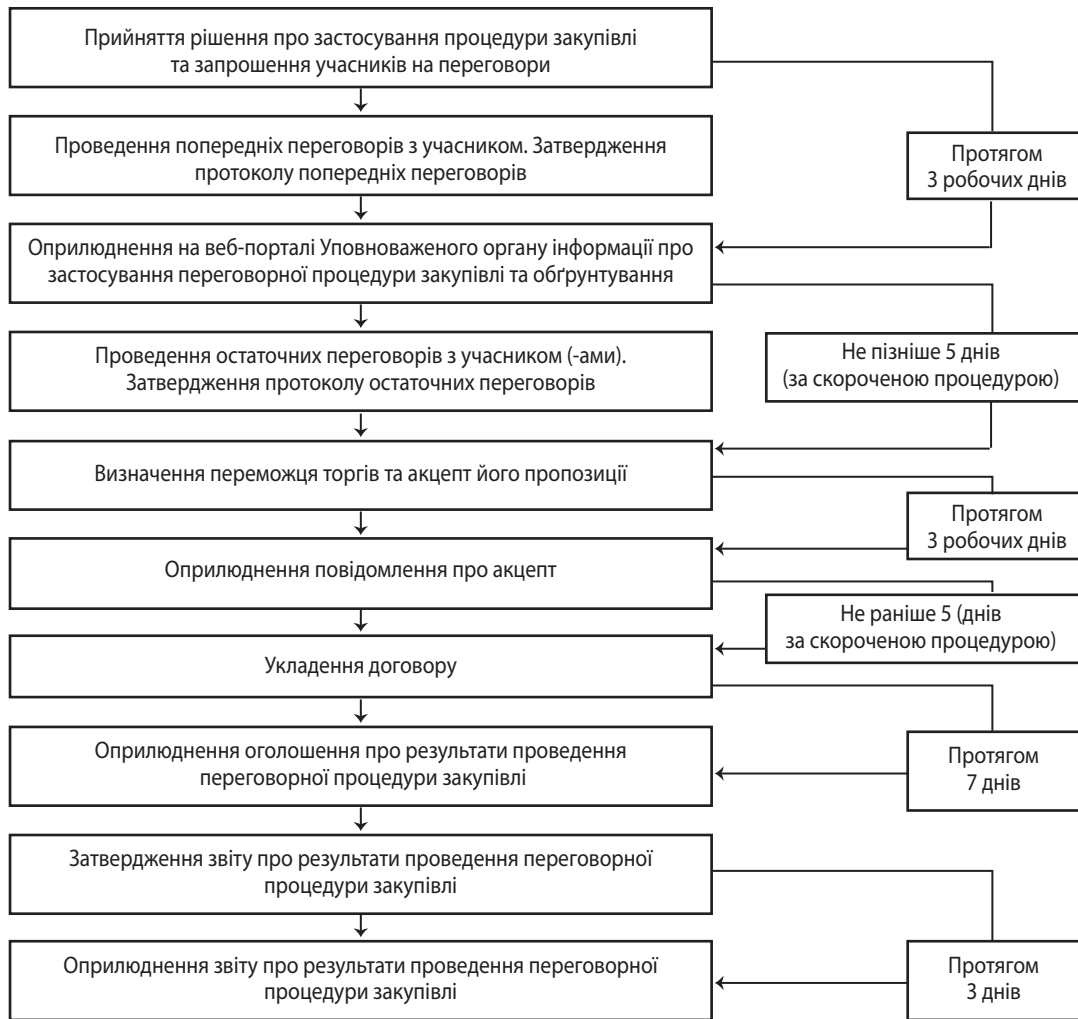 Прийняття рішення про застосування процедури закупівлі
та запрошення учасників на переговори
Проведення попередніх переговорів з учасником. Затвердження
протоколу попередніх переговорів
Протягом
3 робочих днів
Оприлюднення на веб-порталі Уповноваженого органу інформації про
застосування переговорної процедури закупівлі та обґрунтування
Проведення остаточних переговорів з учасником (-ами).
Затвердження протоколу остаточних переговорів
Не пізніше 5 днів
(за скороченою процедурою)
Визначення переможця торгів та акцепт його пропозиції
Протягом
3 робочих днів
Оприлюднення повідомлення про акцепт
Не раніше 5 (днів
за скороченою процедурою)
Укладення договору
Оприлюднення оголошення про результати проведення
переговорної процедури закупівлі
Протягом
7 днів
Затвердження звіту про результати проведення переговорної
процедури закупівлі
Оприлюднення звіту про результати проведення переговорної
процедури закупівлі
Протягом
3 днів